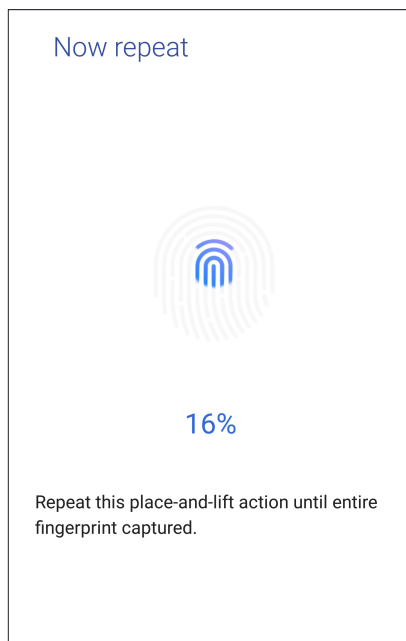 Now repeat
16%
Repeat this place-and-lift action until entire
fingerprint captured.